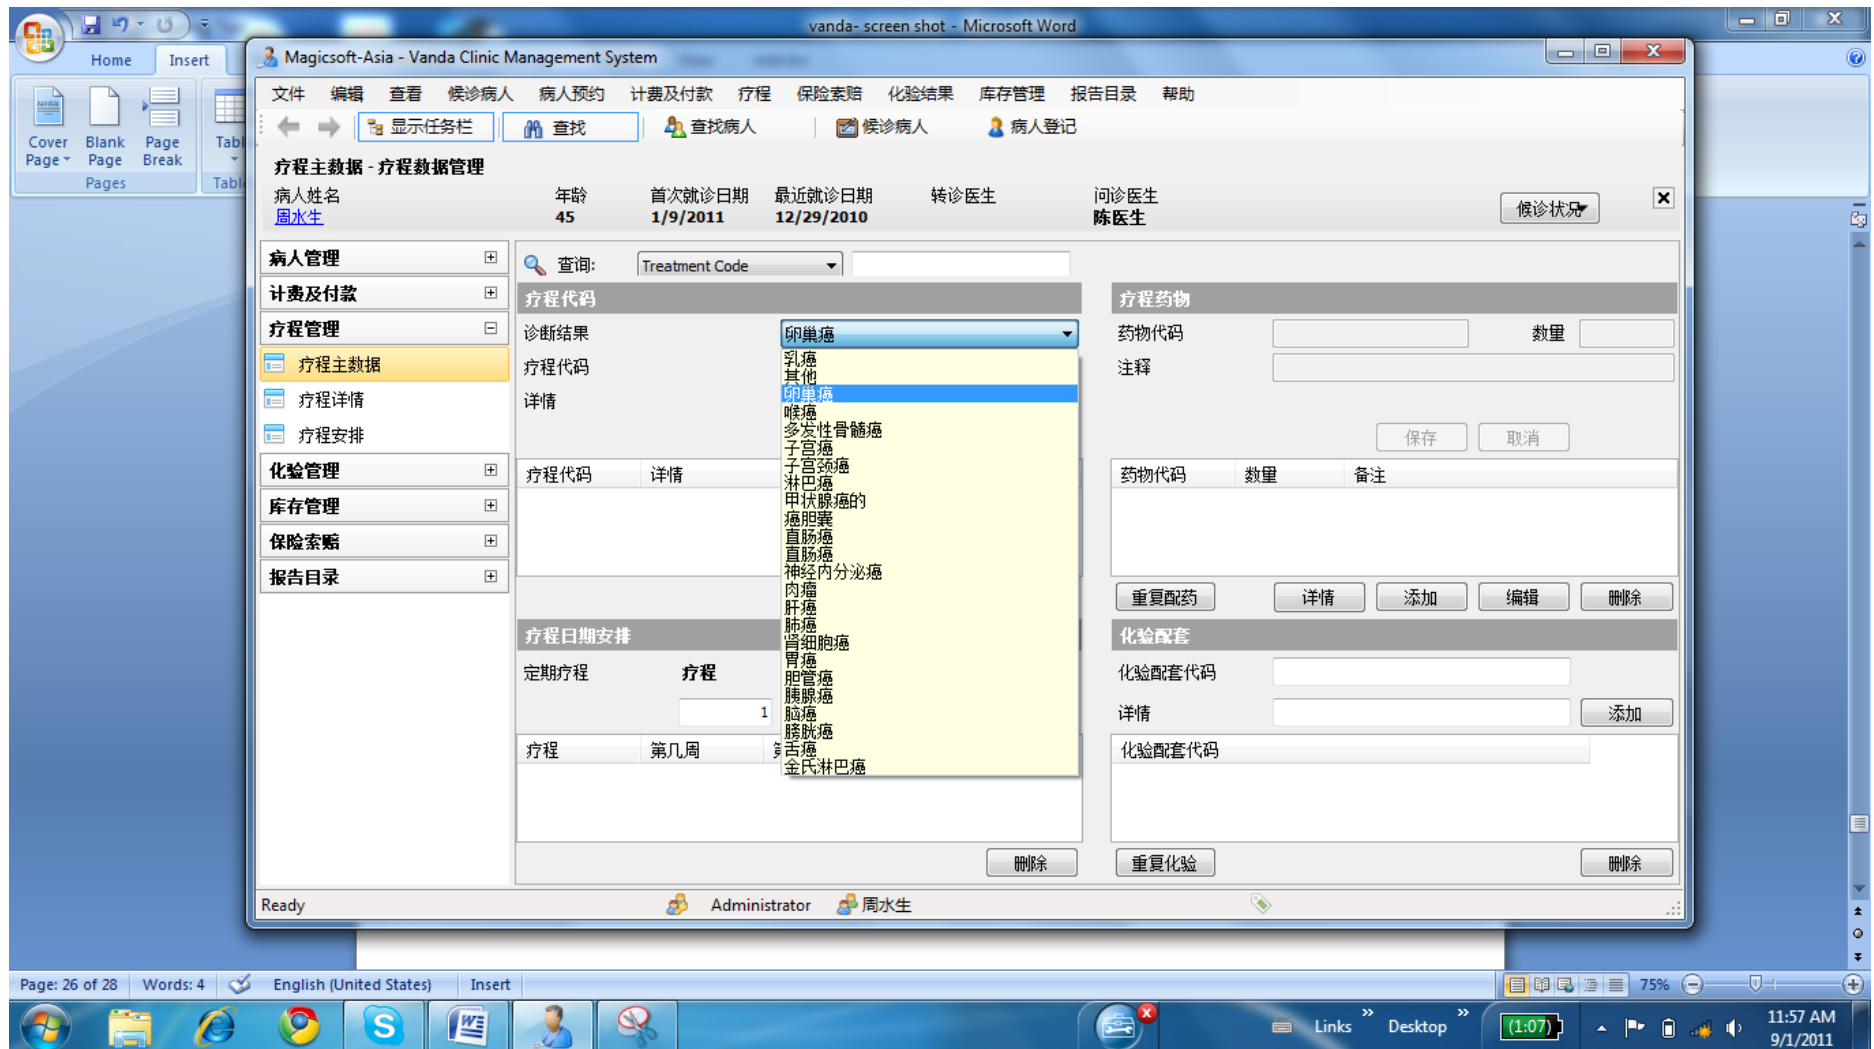 vanda- screen shot - Microsoft Word
Home Insert
Magicsoft-Asia - Vanda Clinic Management System
文件 编辑 查看 候诊病人 病人预约 计费及付款 疗程 保险索赔 化验结果 库存管理 报告目录 帮助
显示任务栏 查找 查找病人 候诊病人 病人登记
Cover Page Blank Page Page Break
Pages
疗程主数据 - 疗程数据管理
病人姓名 年龄 首次就诊日期 最近就诊日期 转诊医生 问诊医生
周水生 45 1/9/2011 12/29/2010 陈医生
候诊状况
病人管理
计费及付款
疗程管理
疗程主数据
疗程详情
疗程安排
化验管理
库存管理
保险索赔
报告目录
查询: Treatment Code
疗程代码
诊断结果 卵巢癌
疗程代码
详情
乳癌
其他
卵巢癌
喉癌
多发性骨髓癌
子宫癌
子宫颈癌
淋巴癌
甲状腺癌的
癌胆囊
直肠癌
直肠癌
神经内分泌癌
肉瘤
肝癌
肺癌
肾细胞癌
胃癌
胆管癌
胰腺癌
脑癌
膀胱癌
舌癌
金氏淋巴癌
疗程代码 详情
疗程日期安排
定期疗程 疗程
1
疗程 第几周
删除
疗程药物
药物代码 数量
注释
保存 取消
药物代码 数量 备注
重复配药 详情 添加 编辑 删除
化验配套
化验配套代码
详情 添加
化验配套代码
重复化验 删除
Ready Administrator 周水生
Page: 26 of 28 Words: 4 English (United States) Insert 75%
Links Desktop (1:07) 11:57 AM
9/1/2011